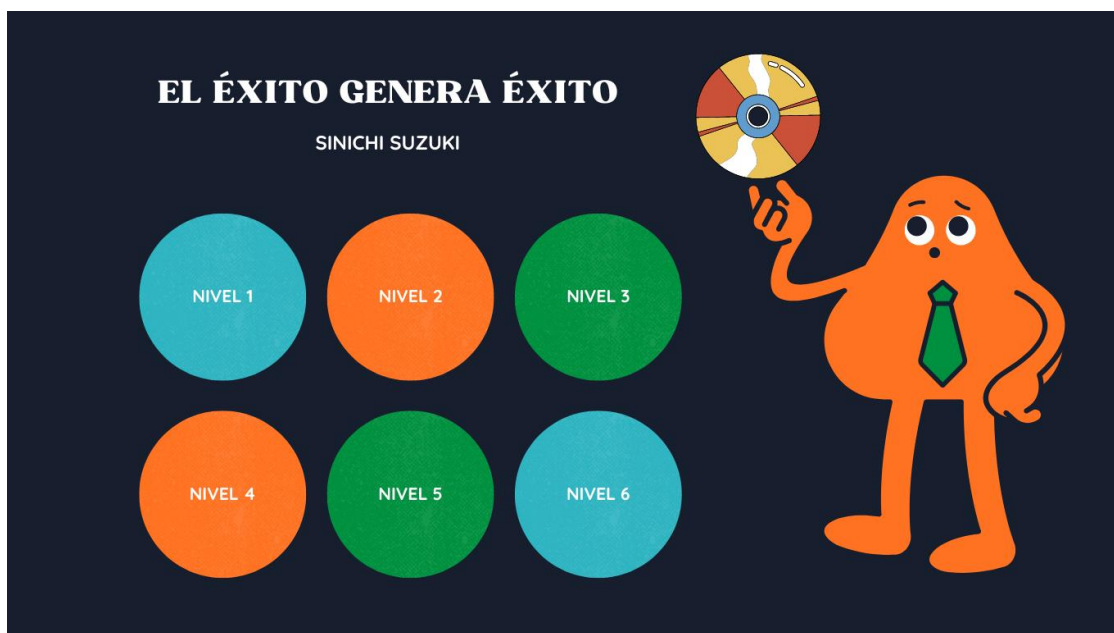 EL ÉXITO GENERA ÉXITO
SINICHI SUZUKI
NIVEL 1
NIVEL 2
NIVEL 3
NIVEL 4
NIVEL 5
NIVEL 6